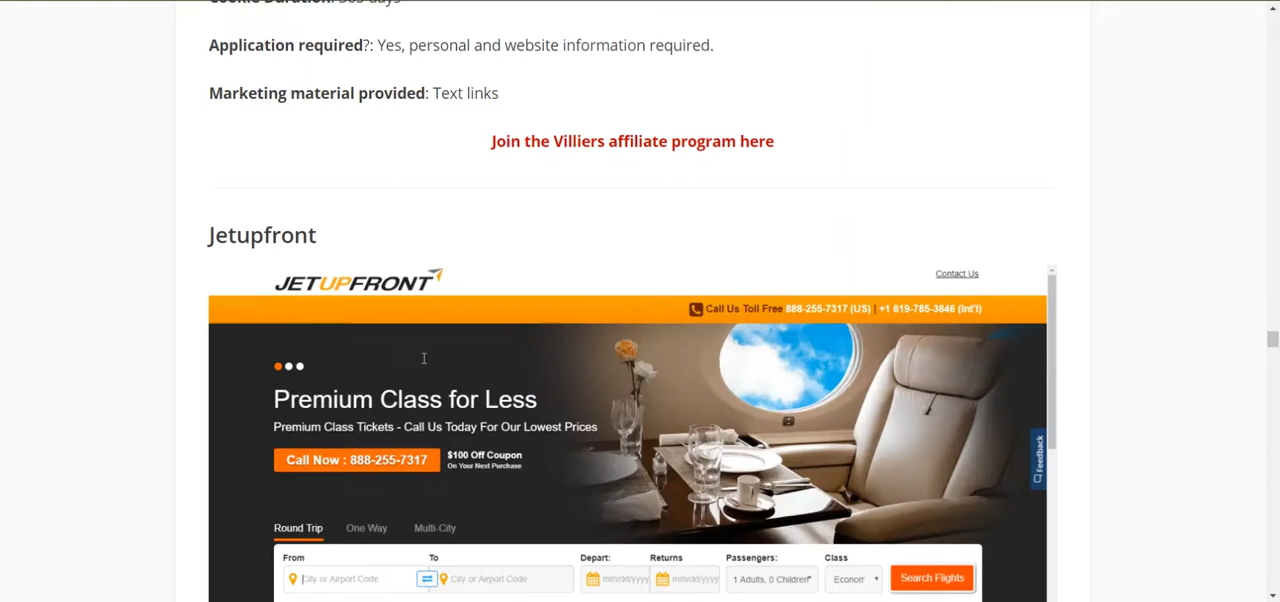 Cookie Duration: 365 days
Application required?: Yes, personal and website information required.
Marketing material provided: Text links
Join the Villiers affiliate program here
Jetupfront
JETUPFRONT
Contact Us
Call Us Toll Free 888-255-7317 (US) | +1 619-785-3846 (Int'l)
Premium Class for Less
Premium Class Tickets - Call Us Today For Our Lowest Prices
Call Now : 888-255-7317
$100 Off Coupon
On Your Next Purchase
Feedback
Round Trip One Way Multi-City
From To Depart: Returns Passengers: Class
City or Airport Code City or Airport Code mm/dd/yyyy mm/dd/yyyy 1 Adults, 0 Children Econom Search Flights